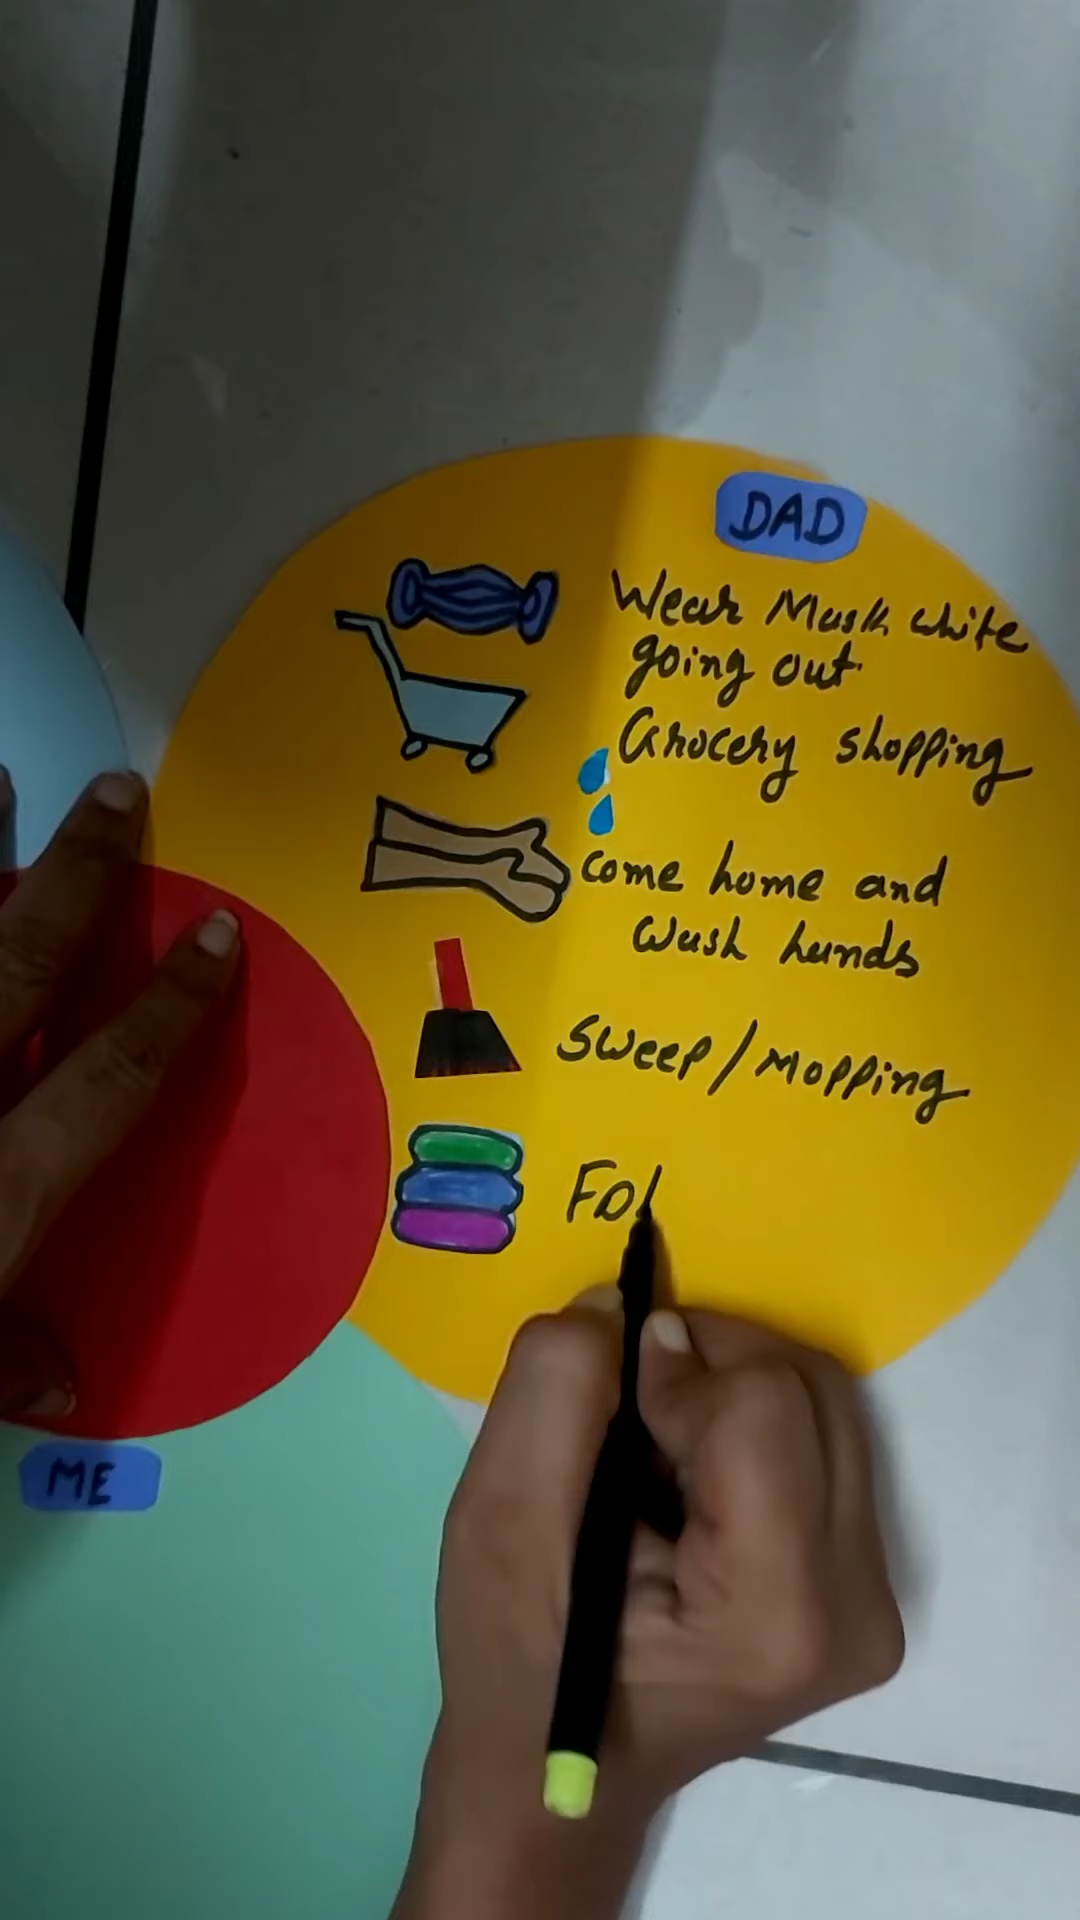 DAD
Wear Mask while
going out.
Grocery shopping
come home and
wash hands
Sweep/Mopping
Fol
ME